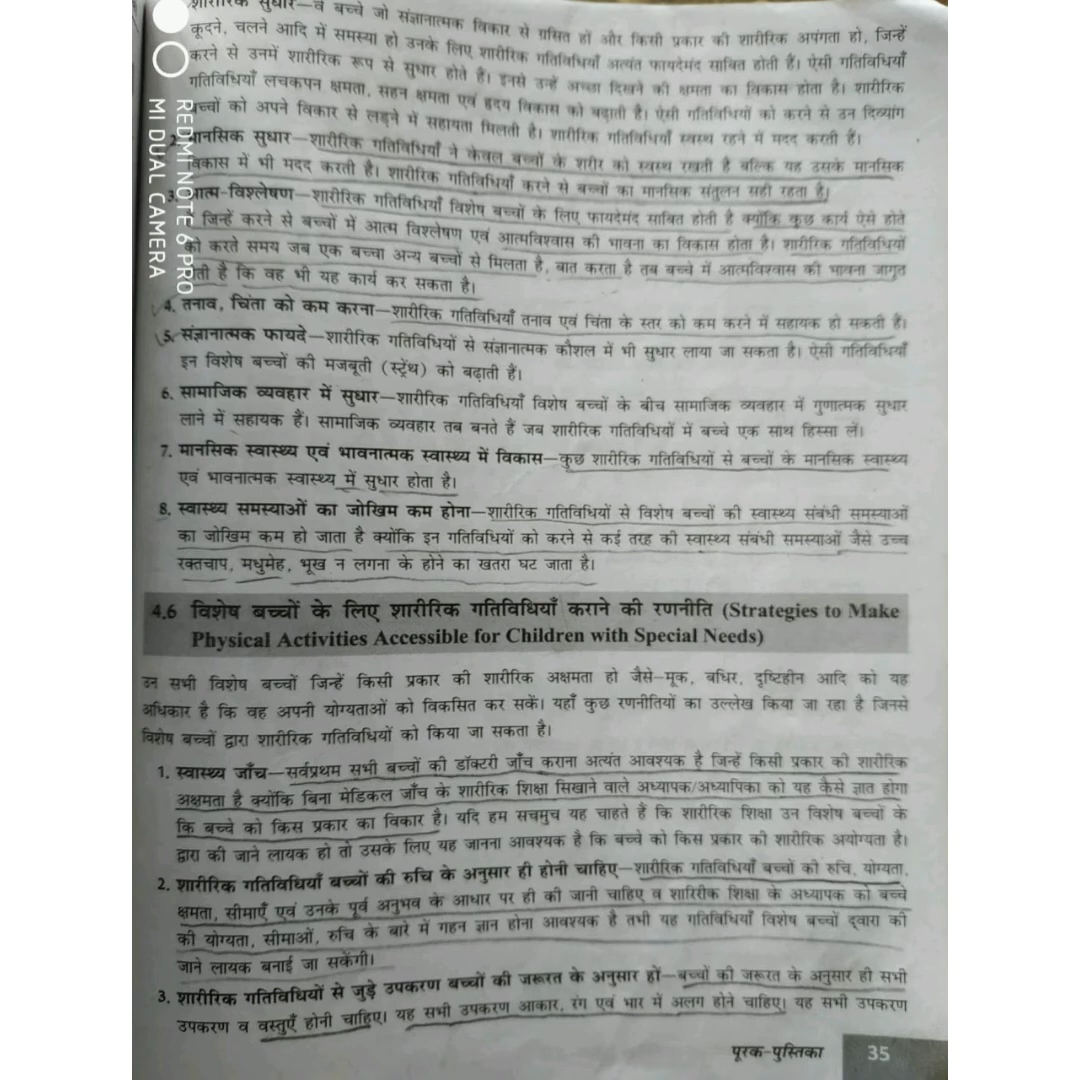 शारीरिक सुधार—वे बच्चे जो संज्ञानात्मक विकार से ग्रसित हों और किसी प्रकार की शारीरिक अपंगता हो, जिन्हें
कूदने, चलने आदि में समस्या हो उनके लिए शारीरिक गतिविधियाँ अत्यंत फायदेमंद साबित होती हैं। ऐसी गतिविधियाँ
करने से उनमें शारीरिक रूप से सुधार होते हैं। इनसे उन्हें अच्छा दिखने की क्षमता का विकास होता है। शारीरिक
गतिविधियाँ लचकपन क्षमता, सहन क्षमता एवं हृदय विकास को बढ़ाती हैं। ऐसी गतिविधियों को करने से उन दिव्यांग
बच्चों को अपने विकार से लड़ने में सहायता मिलती है। शारीरिक गतिविधियाँ स्वस्थ रहने में मदद करती हैं।
2. मानसिक सुधार—शारीरिक गतिविधियाँ ने केवल बच्चों के शरीर को स्वस्थ रखती है बल्कि यह उसके मानसिक
विकास में भी मदद करती है। शारीरिक गतिविधियाँ करने से बच्चों का मानसिक संतुलन सही रहता है।
3. आत्म-विश्लेषण—शारीरिक गतिविधियाँ विशेष बच्चों के लिए फायदेमंद साबित होती है क्योंकि कुछ कार्य ऐसे होते
जिन्हें करने से बच्चों में आत्म विश्लेषण एवं आत्मविश्वास की भावना का विकास होता है। शारीरिक गतिविधियों
को करते समय जब एक बच्चा अन्य बच्चों से मिलता है, बात करता है तब बच्चे में आत्मविश्वास की भावना जागृत
होती है कि वह भी यह कार्य कर सकता है।
4. तनाव, चिंता को कम करना—शारीरिक गतिविधियाँ तनाव एवं चिंता के स्तर को कम करने में सहायक हो सकती हैं।
5. संज्ञानात्मक फायदे—शारीरिक गतिविधियों से संज्ञानात्मक कौशल में भी सुधार लाया जा सकता है। ऐसी गतिविधियाँ
इन विशेष बच्चों की मजबूती (स्ट्रेंथ) को बढ़ाती हैं।
6. सामाजिक व्यवहार में सुधार—शारीरिक गतिविधियाँ विशेष बच्चों के बीच सामाजिक व्यवहार में गुणात्मक सुधार
लाने में सहायक हैं। सामाजिक व्यवहार तब बनते हैं जब शारीरिक गतिविधियों में बच्चे एक साथ हिस्सा लें।
7. मानसिक स्वास्थ्य एवं भावनात्मक स्वास्थ्य में विकास—कुछ शारीरिक गतिविधियों से बच्चों के मानसिक स्वास्थ्य
एवं भावनात्मक स्वास्थ्य में सुधार होता है।
8. स्वास्थ्य समस्याओं का जोखिम कम होना—शारीरिक गतिविधियों से विशेष बच्चों की स्वास्थ्य संबंधी समस्याओं
का जोखिम कम हो जाता है क्योंकि इन गतिविधियों को करने से कई तरह की स्वास्थ्य संबंधी समस्याओं जैसे उच्च
रक्तचाप, मधुमेह, भूख न लगना के होने का खतरा घट जाता है।
4.6 विशेष बच्चों के लिए शारीरिक गतिविधियाँ कराने की रणनीति (Strategies to Make
Physical Activities Accessible for Children with Special Needs)
उन सभी विशेष बच्चों जिन्हें किसी प्रकार की शारीरिक अक्षमता हो जैसे—मूक, बधिर, दृष्टिहीन आदि को यह
अधिकार है कि वह अपनी योग्यताओं को विकसित कर सकें। यहाँ कुछ रणनीतियों का उल्लेख किया जा रहा है जिनसे
विशेष बच्चों द्वारा शारीरिक गतिविधियों को किया जा सकता है।
1. स्वास्थ्य जाँच—सर्वप्रथम सभी बच्चों की डॉक्टरी जाँच कराना अत्यंत आवश्यक है जिन्हें किसी प्रकार की शारीरिक
अक्षमता है क्योंकि बिना मेडिकल जाँच के शारीरिक शिक्षा सिखाने वाले अध्यापक/अध्यापिका को यह कैसे ज्ञात होगा
कि बच्चे को किस प्रकार का विकार है। यदि हम सचमुच यह चाहते हैं कि शारीरिक शिक्षा उन विशेष बच्चों के
द्वारा की जाने लायक हो तो उसके लिए यह जानना आवश्यक है कि बच्चे को किस प्रकार की शारीरिक अयोग्यता है।
2. शारीरिक गतिविधियाँ बच्चों की रुचि के अनुसार ही होनी चाहिए—शारीरिक गतिविधियाँ बच्चों की रुचि, योग्यता,
क्षमता, सीमाएँ एवं उनके पूर्व अनुभव के आधार पर ही की जानी चाहिए व शारिरीक शिक्षा के अध्यापक को बच्चे
की योग्यता, सीमाओं, रुचि के बारे में गहन ज्ञान होना आवश्यक है तभी यह गतिविधियाँ विशेष बच्चों द्वारा की
जाने लायक बनाई जा सकेंगी।
3. शारीरिक गतिविधियों से जुड़े उपकरण बच्चों की जरूरत के अनुसार हों—बच्चों की जरूरत के अनुसार ही सभी
उपकरण व वस्तुएँ होनी चाहिए। यह सभी उपकरण आकार, रंग एवं भार में अलग होने चाहिए। यह सभी उपकरण
पूरक-पुस्तिका 35
REDMI NOTE 6 PRO
MI DUAL CAMERA